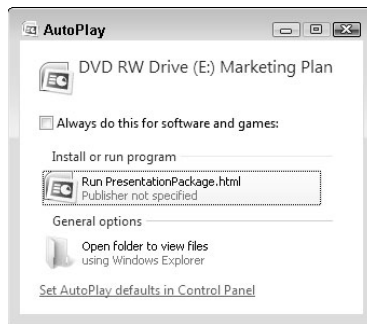 AutoPlay
DVD RW Drive (E:) Marketing Plan
Always do this for software and games:
Install or run program
Run PresentationPackage.html
Publisher not specified
General options
Open folder to view files
using Windows Explorer
Set AutoPlay defaults in Control Panel